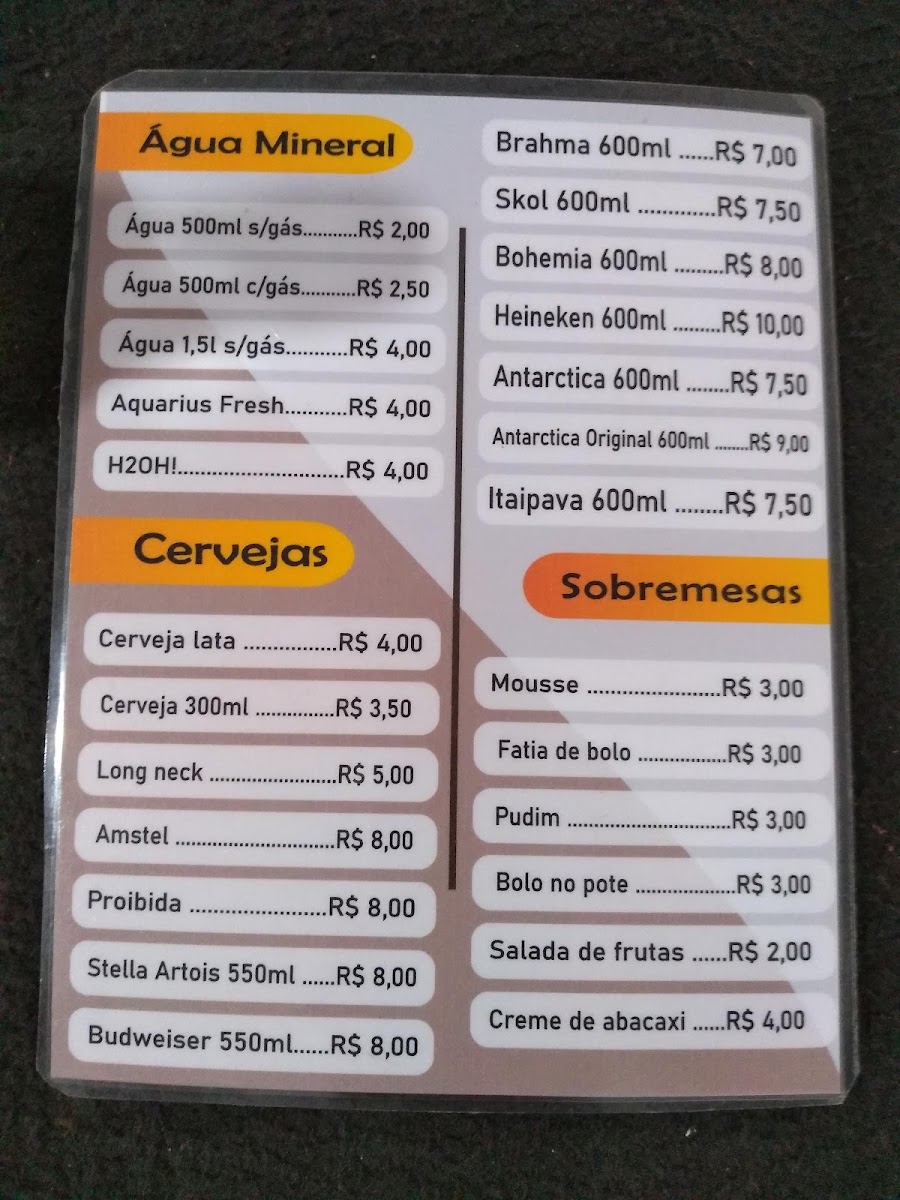 Água Mineral
Água 500ml s/gás...........R$ 2,00
Água 500ml c/gás...........R$ 2,50
Água 1,5l s/gás...........R$ 4,00
Aquarius Fresh...........R$ 4,00
H2OH!...........................R$ 4,00
Cervejas
Cerveja lata .................R$ 4,00
Cerveja 300ml ...............R$ 3,50
Long neck ........................R$ 5,00
Amstel ..............................R$ 8,00
Proibida .........................R$ 8,00
Stella Artois 550ml ......R$ 8,00
Budweiser 550ml......R$ 8,00
Brahma 600ml ......R$ 7,00
Skol 600ml .............R$ 7,50
Bohemia 600ml .........R$ 8,00
Heineken 600ml .........R$ 10,00
Antarctica 600ml ........R$ 7,50
Antarctica Original 600ml ........R$ 9,00
Itaipava 600ml ........R$ 7,50
Sobremesas
Mousse ........................R$ 3,00
Fatia de bolo .................R$ 3,00
Pudim ...............................R$ 3,00
Bolo no pote ...................R$ 3,00
Salada de frutas ......R$ 2,00
Creme de abacaxi ......R$ 4,00